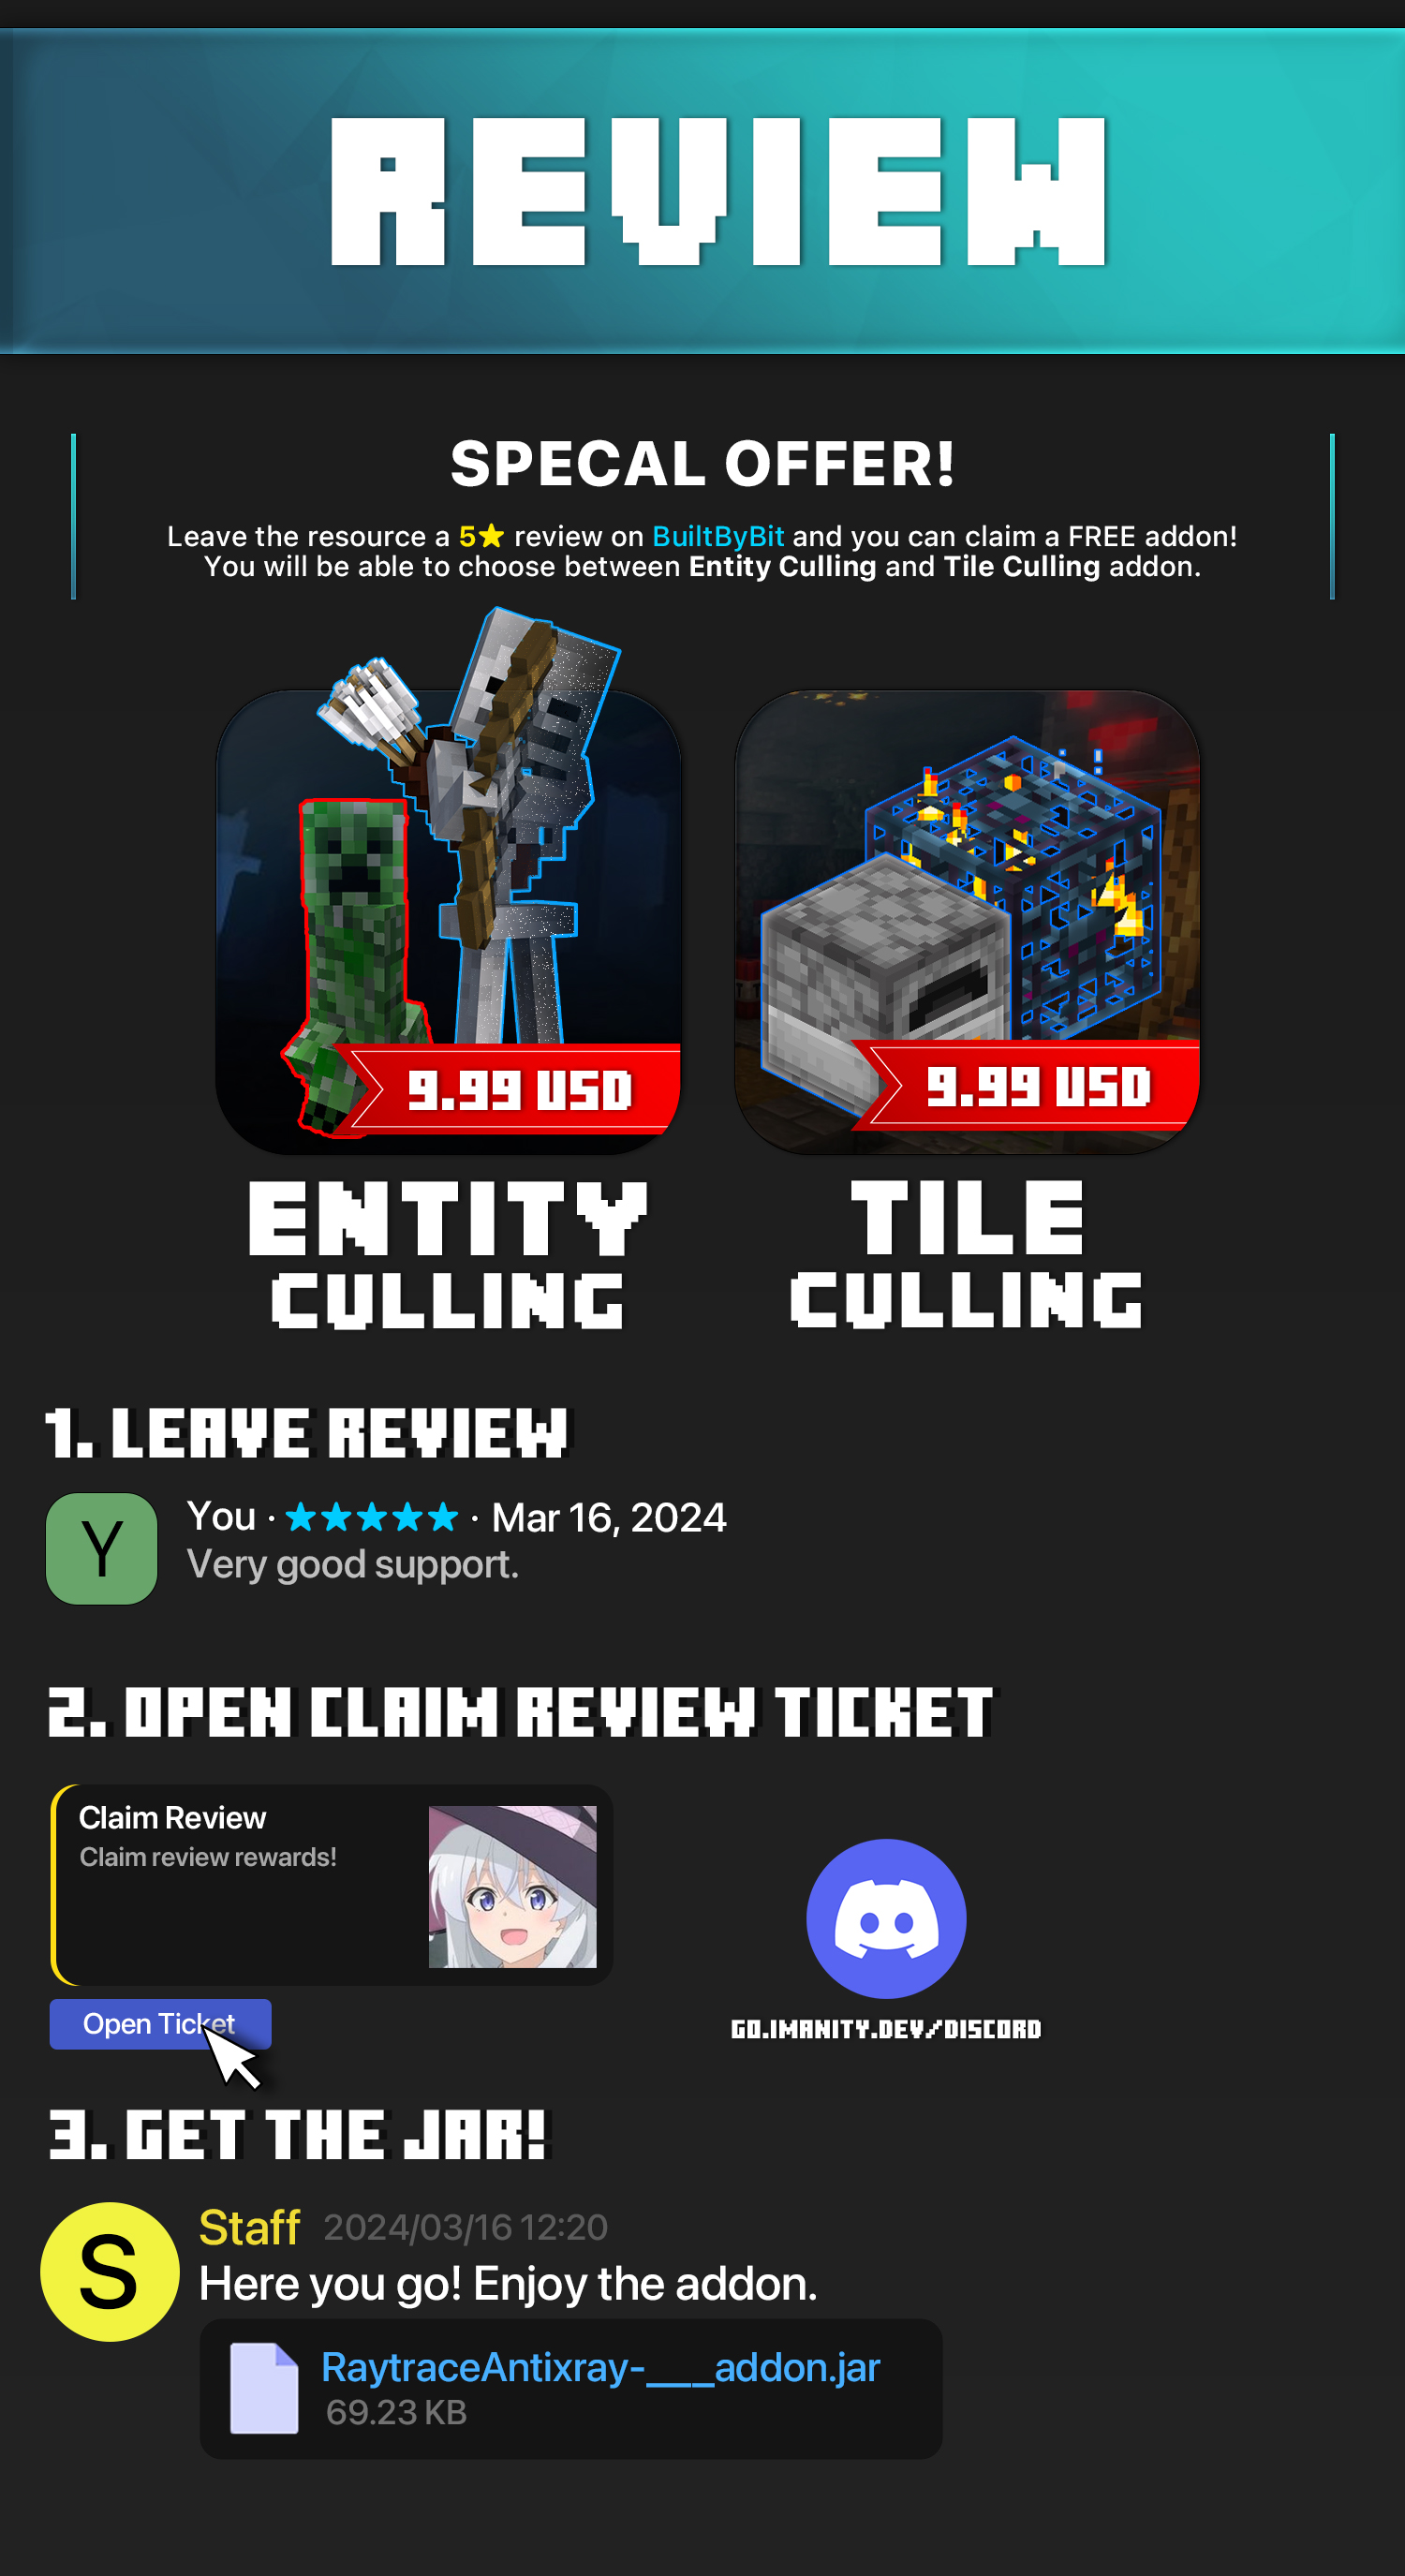 REVIEW
SPECAL OFFER!
Leave the resource a 5★ review on BuiltByBit and you can claim a FREE addon!
You will be able to choose between Entity Culling and Tile Culling addon.
9.99 USD
9.99 USD
ENTITY
CULLING
TILE
CULLING
1. LEAVE REVIEW
Y
You · ★★★★★ · Mar 16, 2024
Very good support.
2. OPEN CLAIM REVIEW TICKET
Claim Review
Claim review rewards!
Open Ticket
GO.IMANITY.DEV/DISCORD
3. GET THE JAR!
S
Staff 2024/03/16 12:20
Here you go! Enjoy the addon.
RaytraceAntixray-___addon.jar
69.23 KB